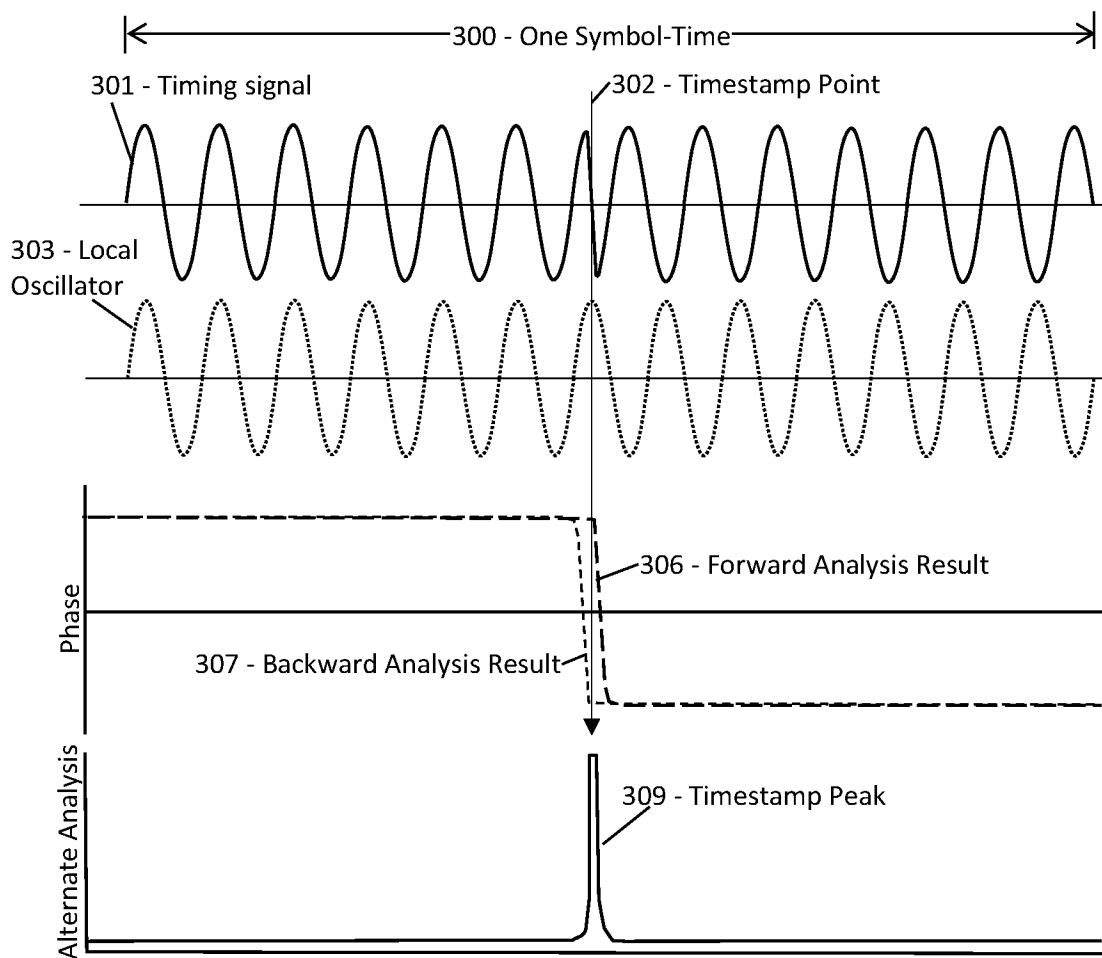 300 - One Symbol-Time
301 - Timing signal
302 - Timestamp Point
303 - Local
Oscillator
Phase
306 - Forward Analysis Result
307 - Backward Analysis Result
Alternate Analysis
309 - Timestamp Peak